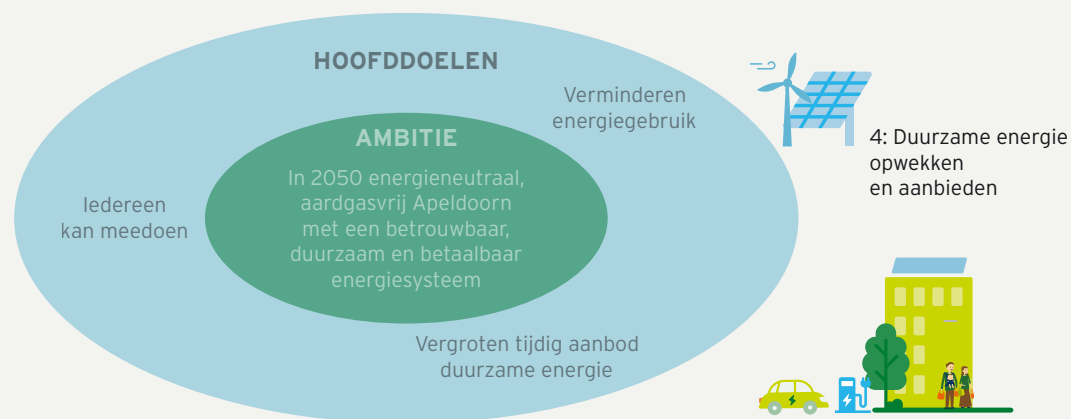 HOOFDDOELEN
Verminderen
energiegebruik
AMBITIE
In 2050 energieneutraal,
aardgasvrij Apeldoorn
met een betrouwbaar,
duurzaam en betaalbaar
energiesysteem
Iedereen
kan meedoen
Vergroten tijdig aanbod
duurzame energie
4: Duurzame energie
opwekken
en aanbieden